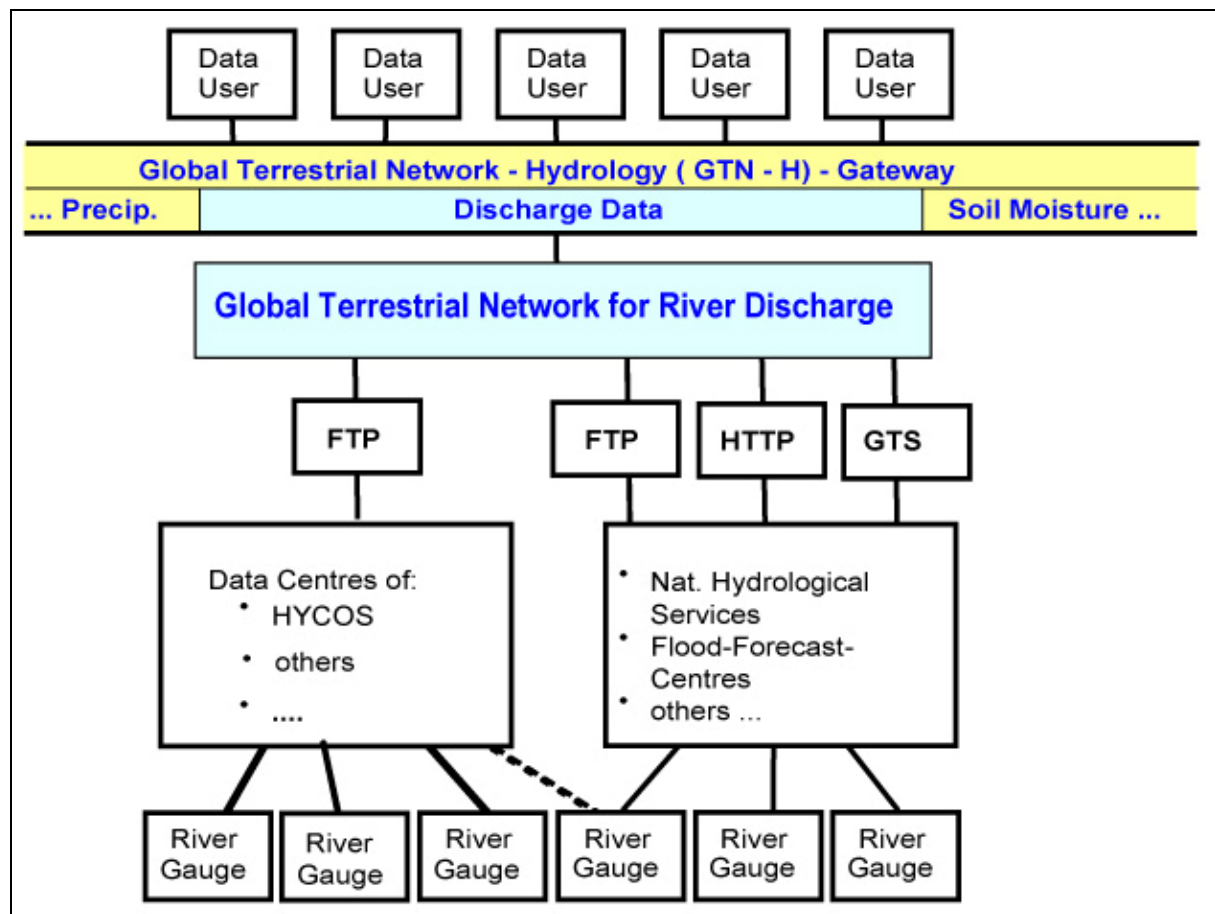 Data
User
Data
User
Data
User
Data
User
Data
User
Global Terrestrial Network - Hydrology ( GTN - H) - Gateway
... Precip.
Discharge Data
Soil Moisture ...
Global Terrestrial Network for River Discharge
FTP
FTP
HTTP
GTS
Data Centres of:
• HYCOS
• others
• ....
• Nat. Hydrological
Services
• Flood-Forecast-
Centres
• others ...
River
Gauge
River
Gauge
River
Gauge
River
Gauge
River
Gauge
River
Gauge